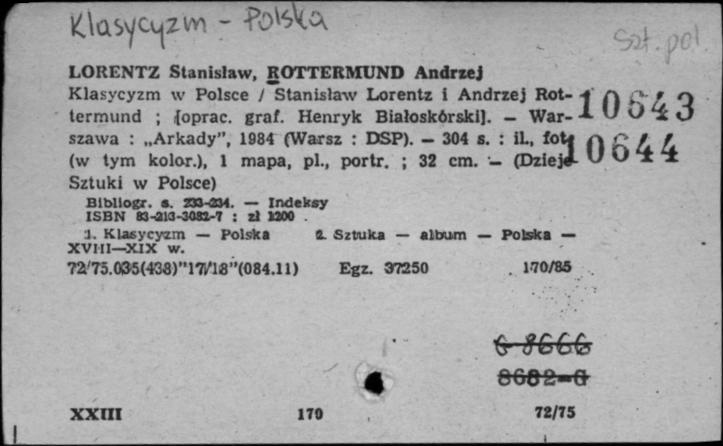 Klasycyzm - Polska
Szt. pol.
LORENTZ Stanisław, ROTTERMUND Andrzej
Klasycyzm w Polsce / Stanisław Lorentz i Andrzej Rot-
termund ; [oprac. graf. Henryk Białoskórski]. — War-
szawa : „Arkady”, 1984 (Warsz : DSP). — 304 s. : il., fot.
(w tym kolor.), 1 mapa, pl., portr. ; 32 cm. — (Dzieje
Sztuki w Polsce)
10643
10644
Bibliogr. s. 233-234. — Indeksy
ISBN 83-213-3082-7 : zł 1200 .
1. Klasycyzm — Polska 2. Sztuka — album — Polska —
XVIII—XIX w.
72/75.035(438)”17/18”(084.11) Egz. 37250 170/85
G 8666
8682-G
XXIII 170 72/75